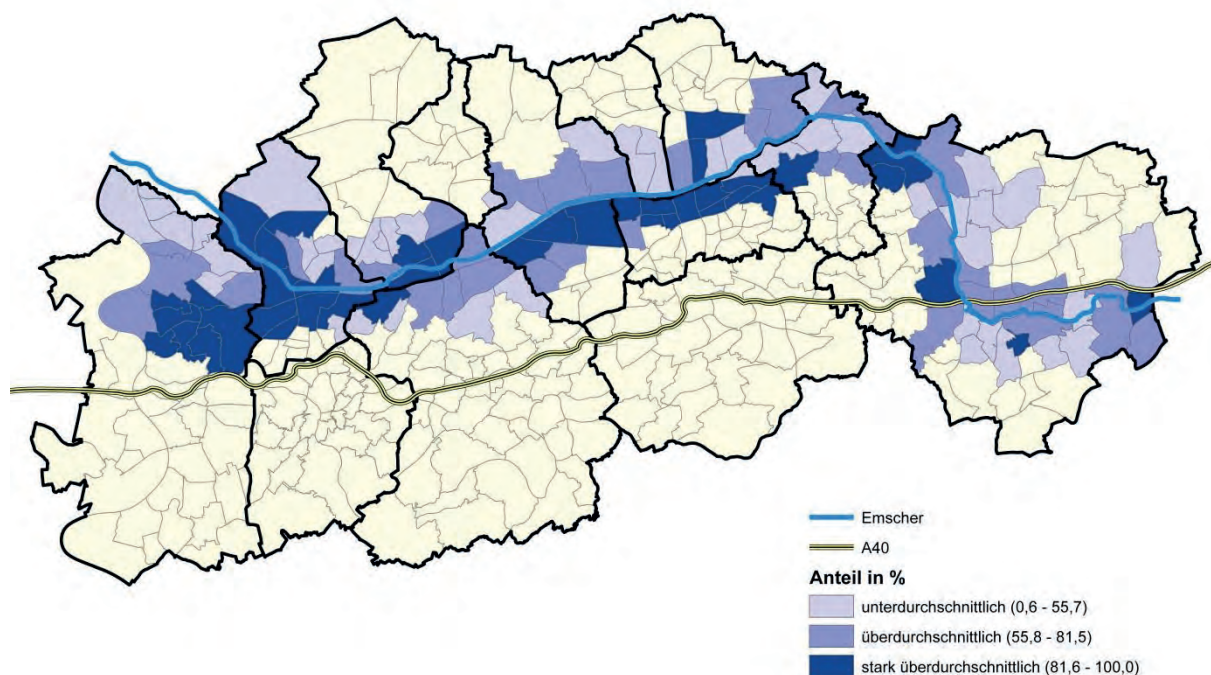 Emscher
A40
Anteil in %
unterdurchschnittlich (0,6 - 55,7)
überdurchschnittlich (55,8 - 81,5)
stark überdurchschnittlich (81,6 - 100,0)